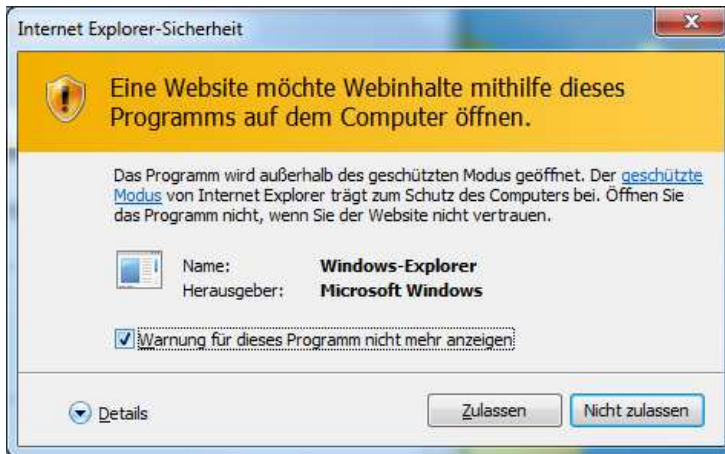 Internet Explorer-Sicherheit
Eine Website möchte Webinhalte mithilfe dieses
Programms auf dem Computer öffnen.
Das Programm wird außerhalb des geschützten Modus geöffnet. Der geschützte
Modus von Internet Explorer trägt zum Schutz des Computers bei. Öffnen Sie
das Programm nicht, wenn Sie der Website nicht vertrauen.
Name: Windows-Explorer
Herausgeber: Microsoft Windows
Warnung für dieses Programm nicht mehr anzeigen
Details Zulassen Nicht zulassen